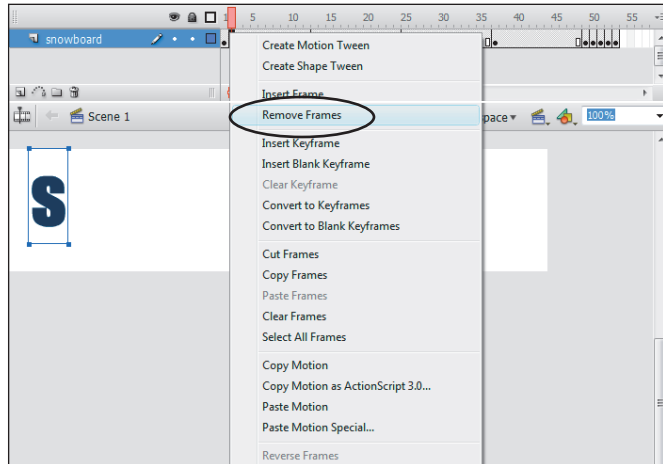 1 5 10 15 20 25 30 35 40 45 50 55
snowboard
Scene 1
pace
100%
S
Create Motion Tween
Create Shape Tween
Insert Frame
Remove Frames
Insert Keyframe
Insert Blank Keyframe
Clear Keyframe
Convert to Keyframes
Convert to Blank Keyframes
Cut Frames
Copy Frames
Paste Frames
Clear Frames
Select All Frames
Copy Motion
Copy Motion as ActionScript 3.0...
Paste Motion
Paste Motion Special...
Reverse Frames